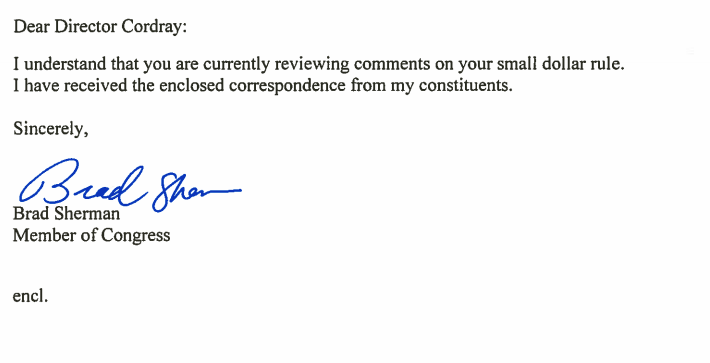 Dear Director Cordray:
I understand that you are currently reviewing comments on your small dollar rule.
I have received the enclosed correspondence from my constituents.
Sincerely,
Brad Sherman
Brad Sherman
Member of Congress
encl.